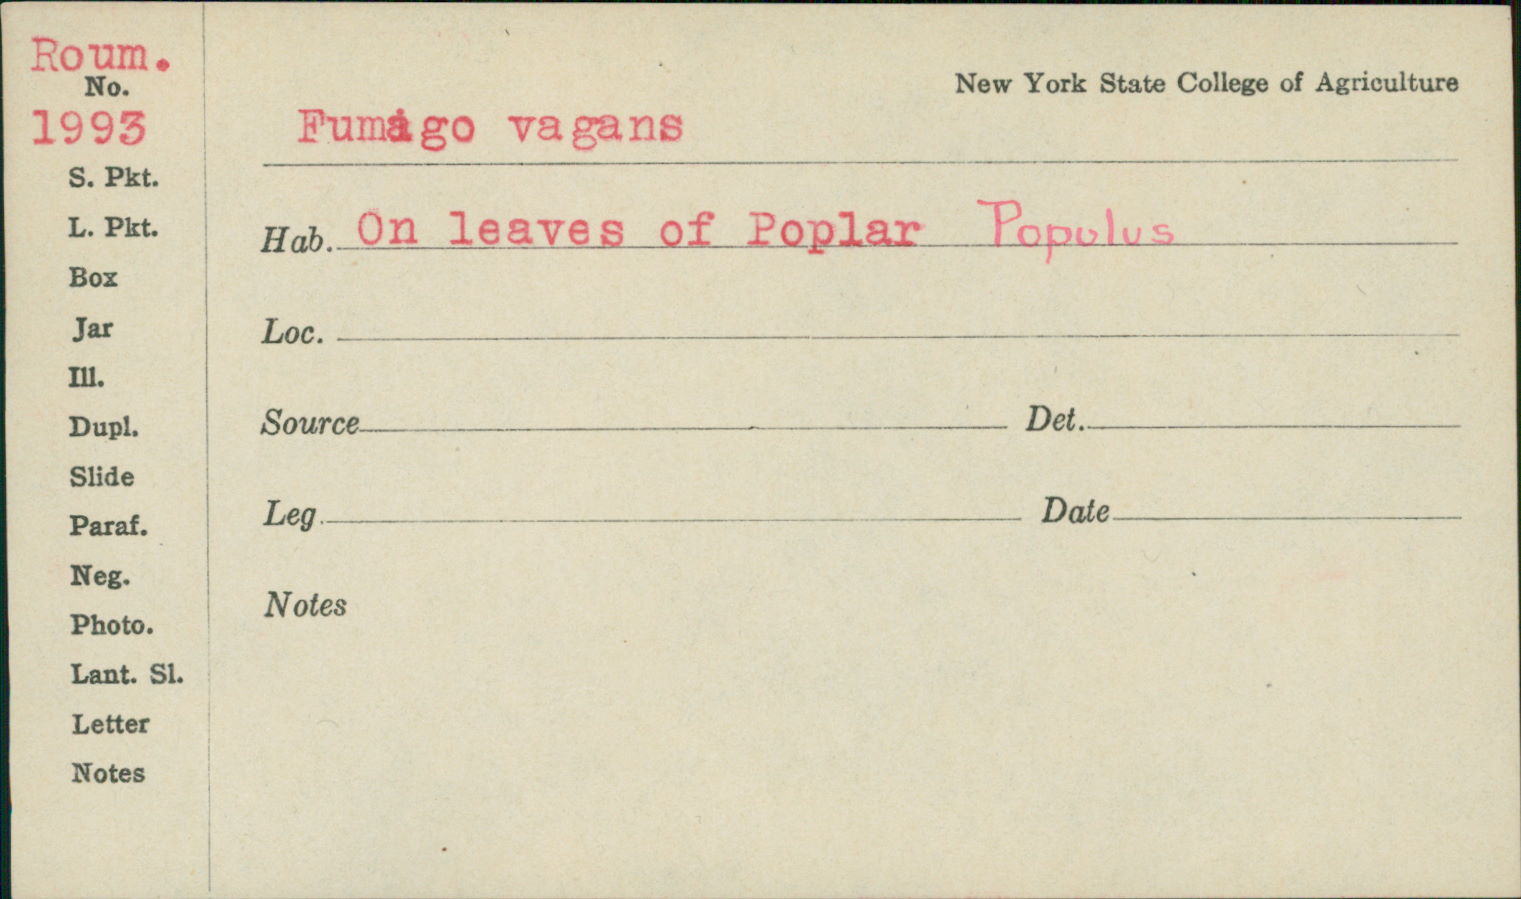 Roum.
No.
1993
S. Pkt.
L. Pkt.
Box
Jar
Ill.
Dupl.
Slide
Paraf.
Neg.
Photo.
Lant. Sl.
Letter
Notes
New York State College of Agriculture
Fumago vagans
Hab. On leaves of Poplar Populus
Loc.
Source Det.
Leg. Date
Notes